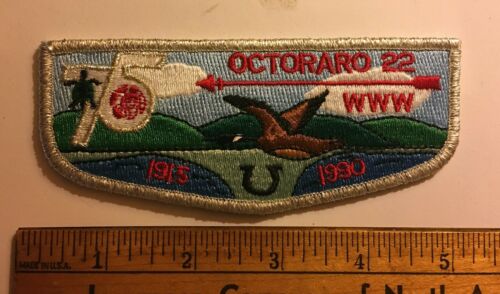 OCTORARO 22
75
WWW
1915 1990
1 2 3 4 5
MADE IN U.S.A.